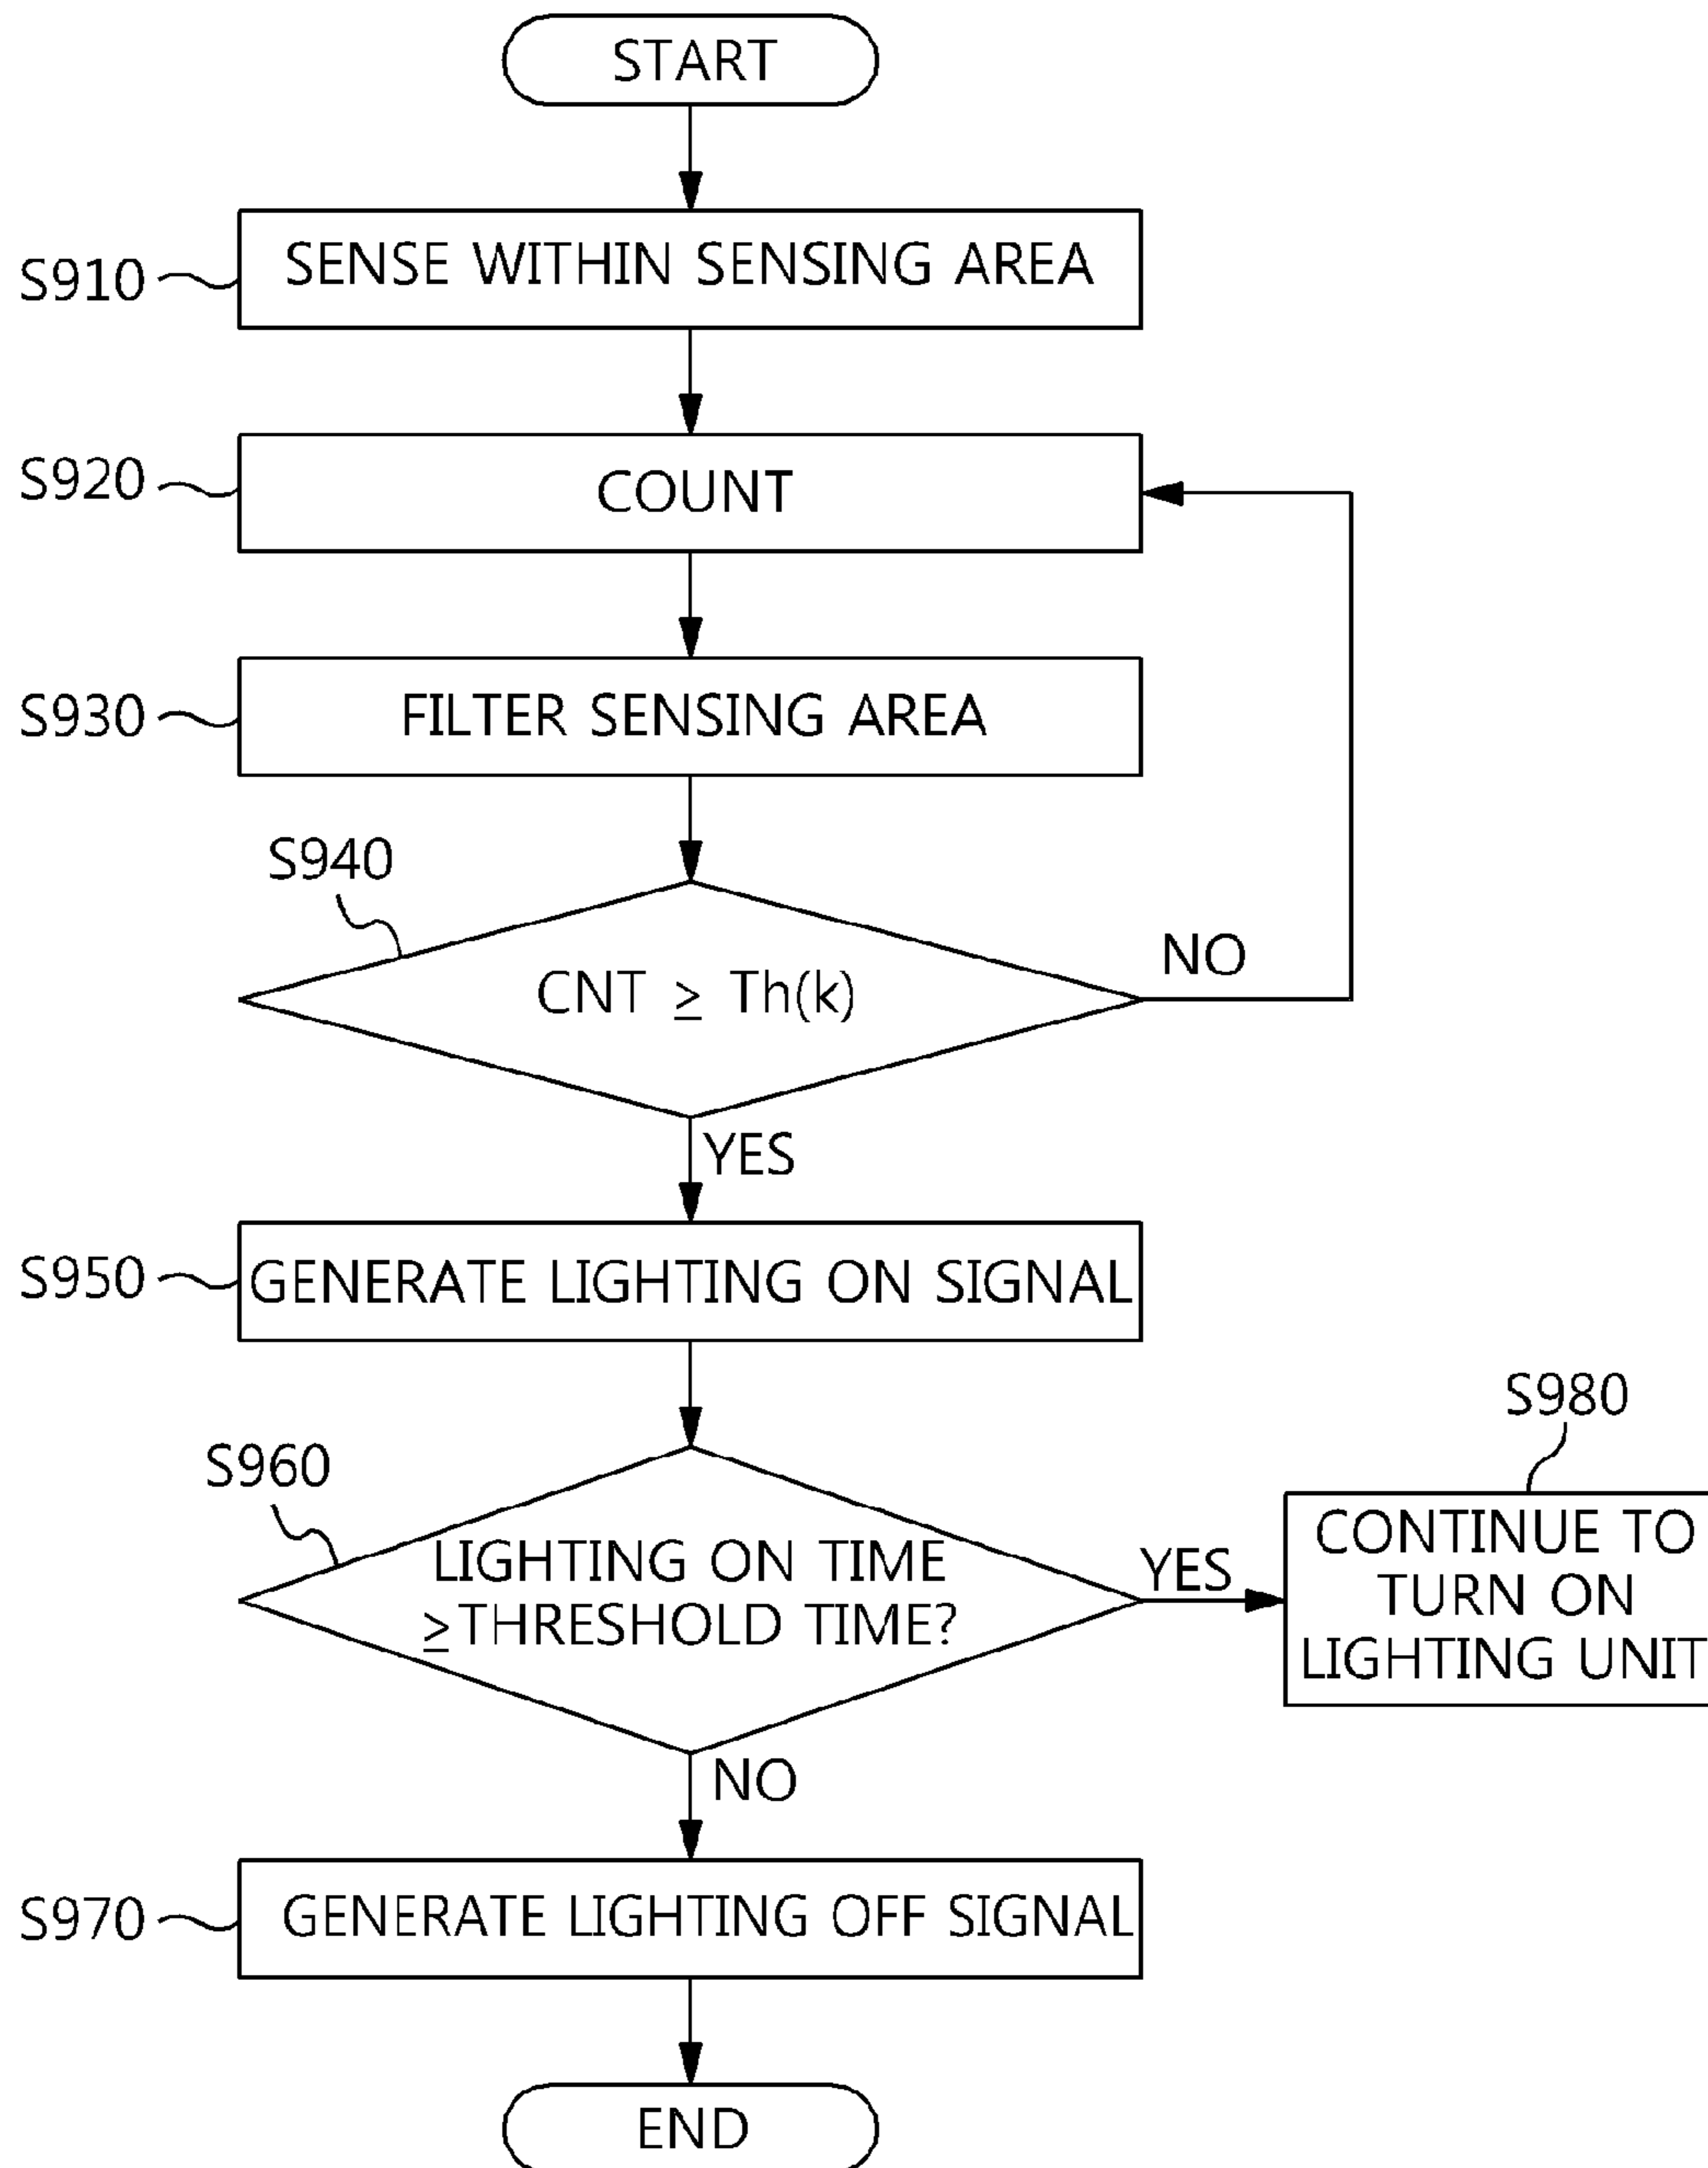 START
S910
SENSE WITHIN SENSING AREA
S920
COUNT
S930
FILTER SENSING AREA
S940
CNT ≥ Th(k)
NO
YES
S950
GENERATE LIGHTING ON SIGNAL
S960
LIGHTING ON TIME
≥THRESHOLD TIME?
YES
S980
CONTINUE TO
TURN ON
LIGHTING UNIT
NO
S970
GENERATE LIGHTING OFF SIGNAL
END